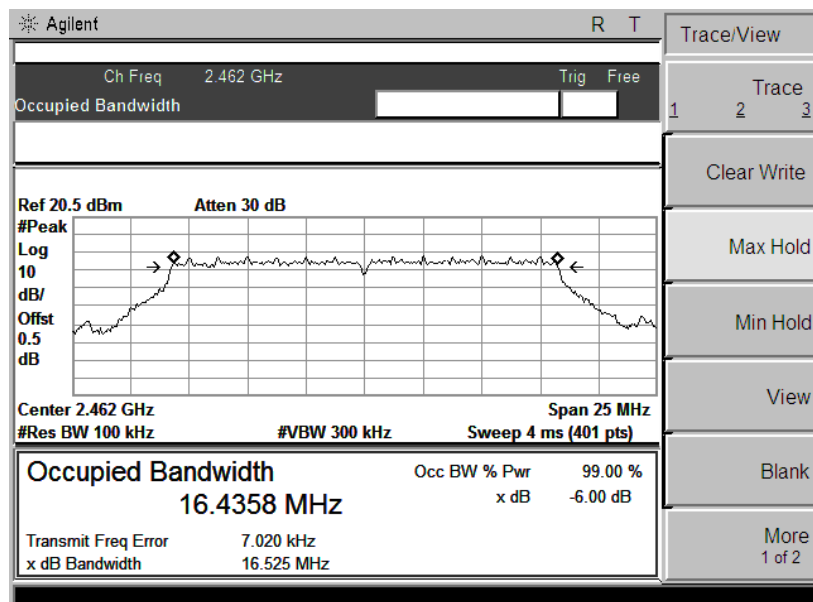 Agilent R T
Trace/View
Ch Freq 2.462 GHz Trig Free
Occupied Bandwidth
Trace
1 2 3
Clear Write
Ref 20.5 dBm Atten 30 dB
#Peak
Log
10
dB/
Offst
0.5
dB
Max Hold
Min Hold
Center 2.462 GHz Span 25 MHz
#Res BW 100 kHz #VBW 300 kHz Sweep 4 ms (401 pts)
View
Occupied Bandwidth
16.4358 MHz
Occ BW % Pwr 99.00 %
x dB -6.00 dB
Transmit Freq Error 7.020 kHz
x dB Bandwidth 16.525 MHz
Blank
More
1 of 2